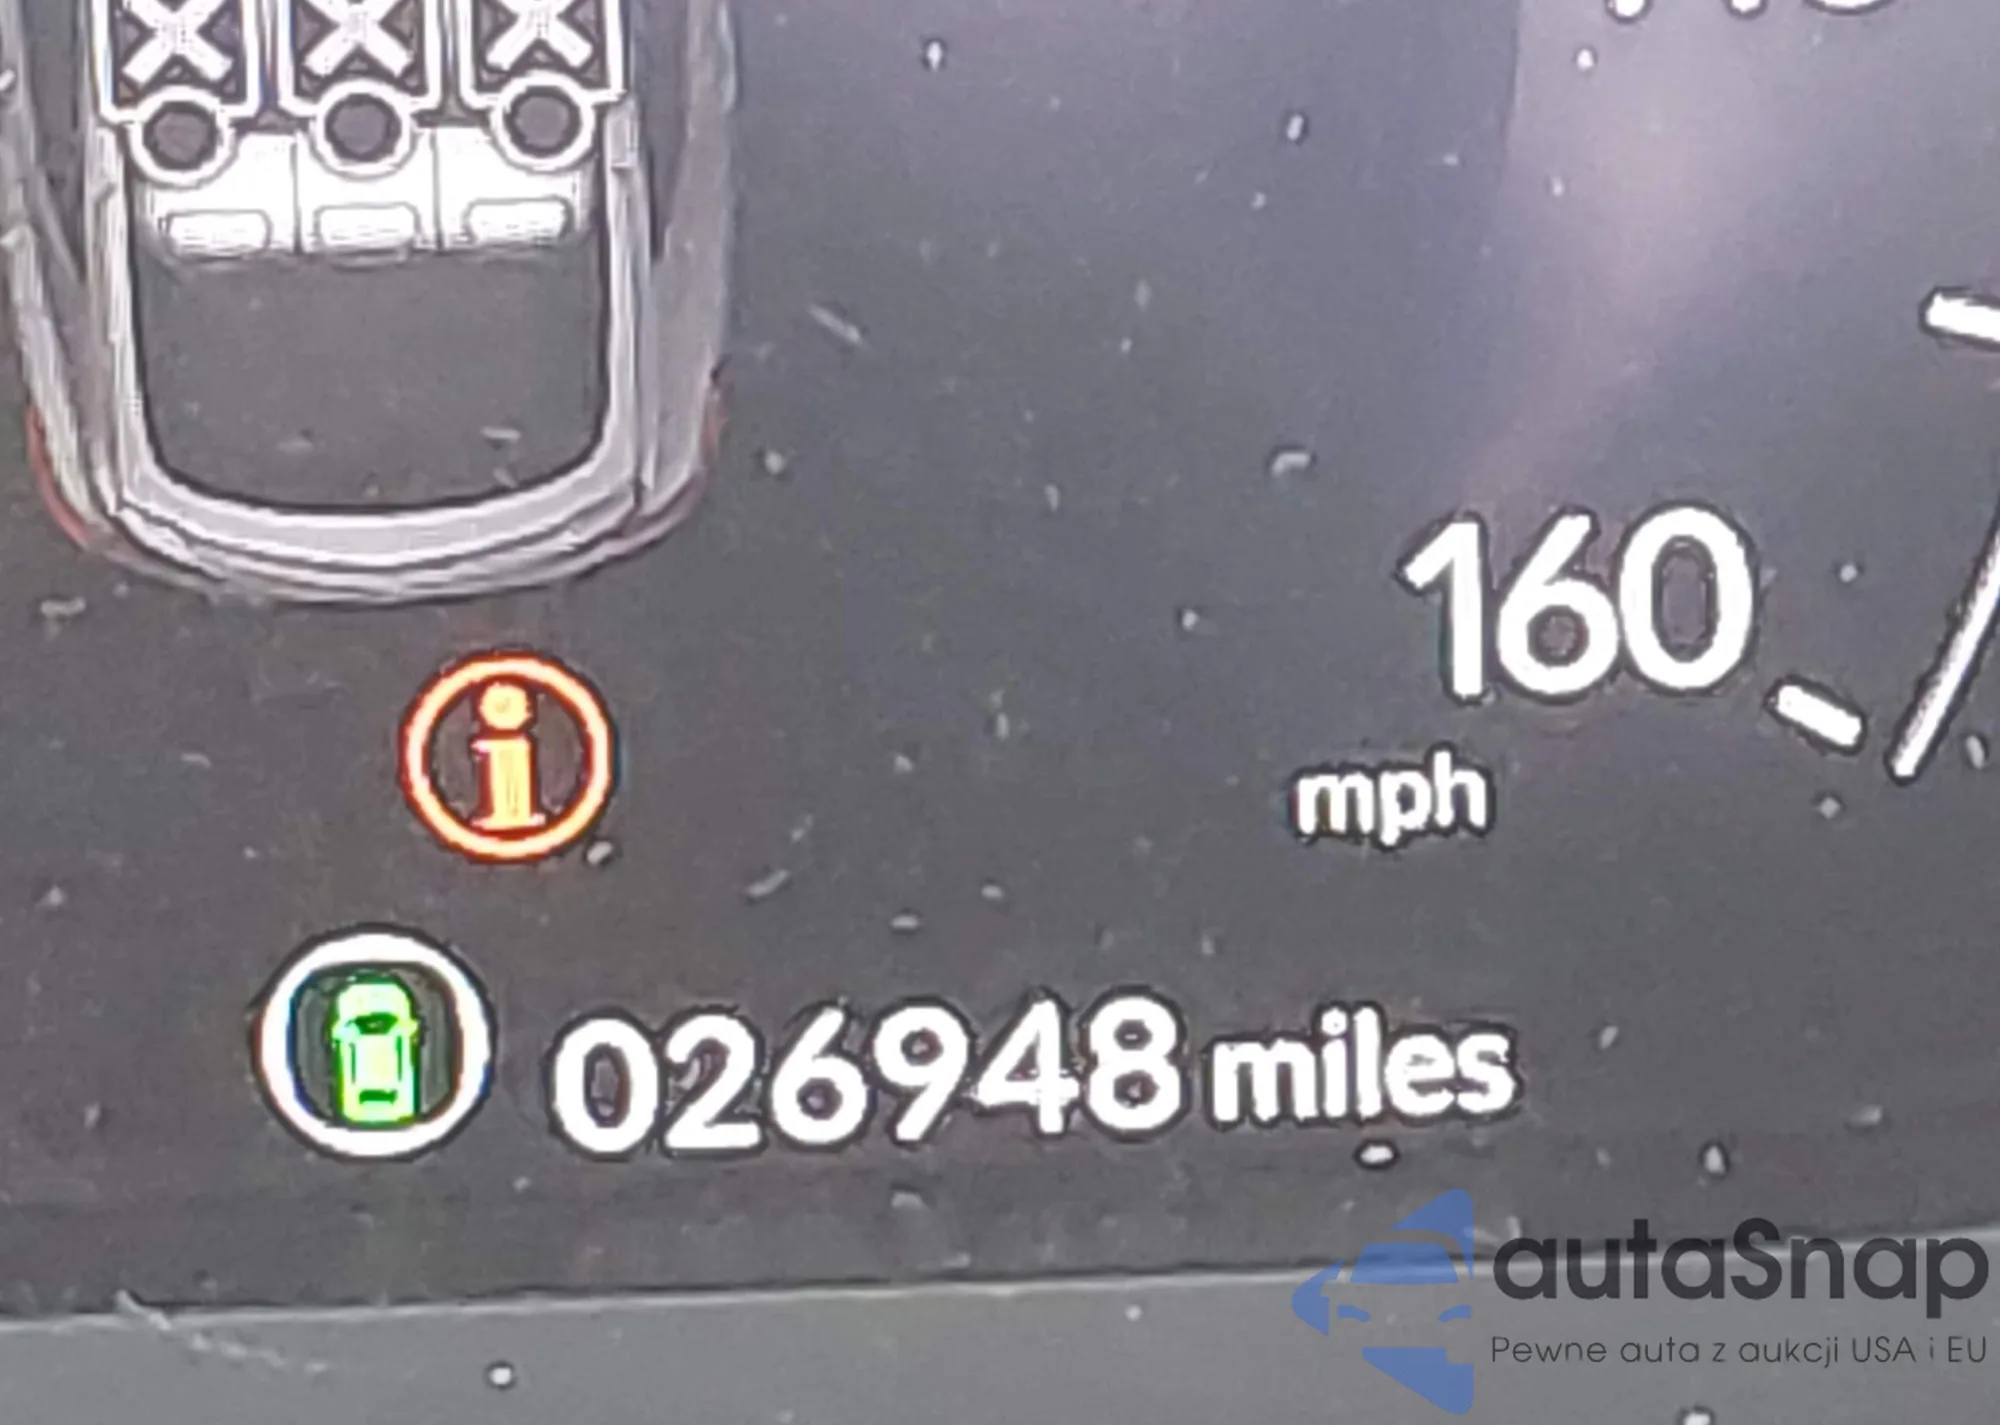 160
mph
026948 miles
autaSnap
Pewne auta z aukcji USA i EU